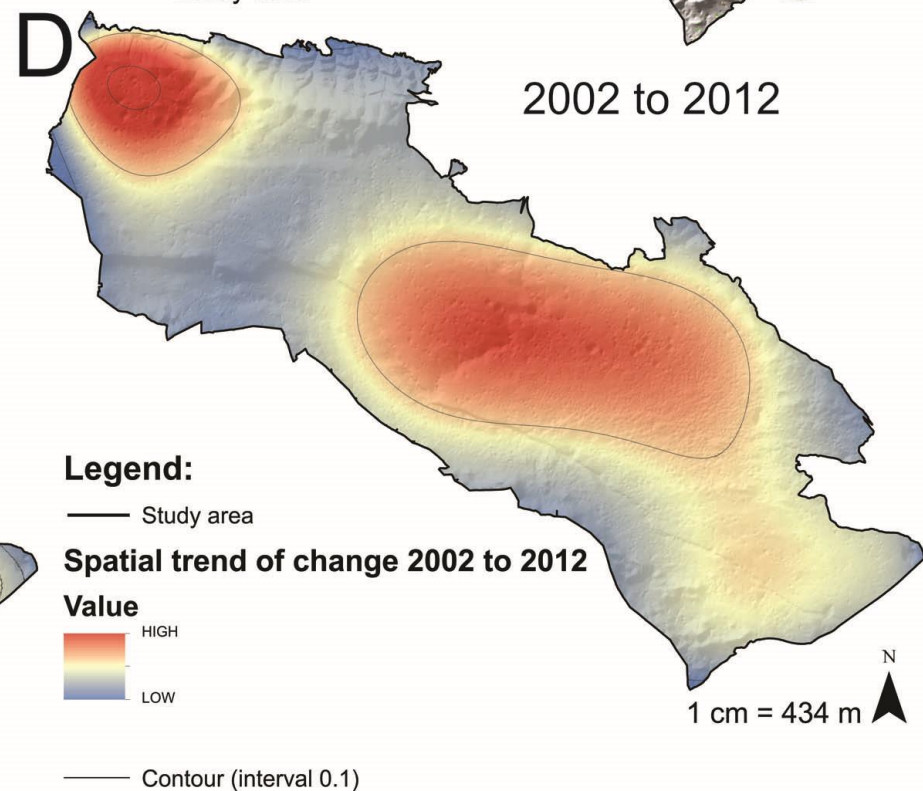 D
2002 to 2012
Legend:
Study area
Spatial trend of change 2002 to 2012
Value
HIGH
LOW
N
1 cm = 434 m
Contour (interval 0.1)